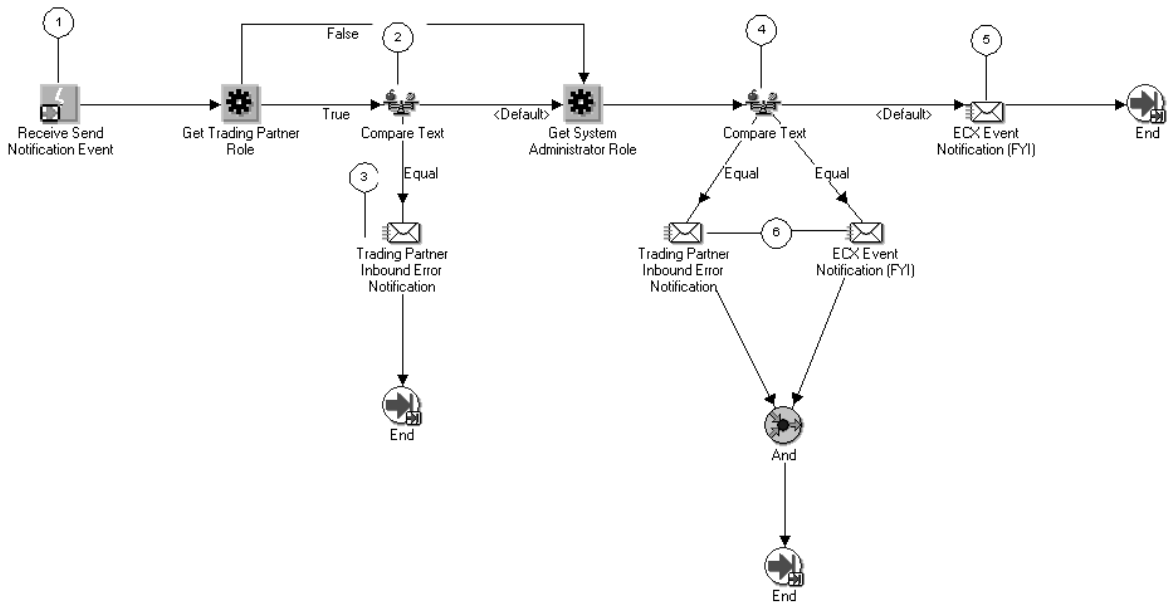 1
2
4
5
False
True
<Default>
<Default>
Receive Send
Notification Event
Get Trading Partner
Role
Compare Text
Get System
Administrator Role
Compare Text
ECX Event
Notification (FYI)
End
3
Equal
Equal
Equal
6
Trading Partner
Inbound Error
Notification
Trading Partner
Inbound Error
Notification
ECX Event
Notification (FYI)
End
And
End